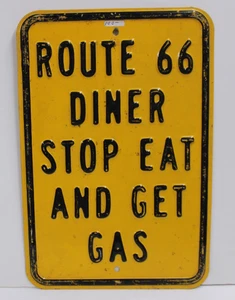 ROUTE 66
DINER
STOP EAT
AND GET
GAS